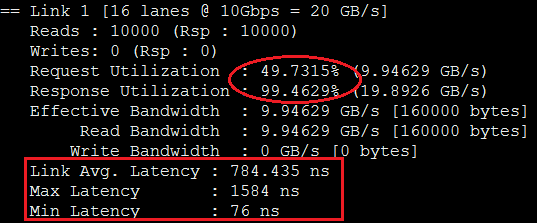 == Link 1 [16 lanes @ 10Gbps = 20 GB/s]
Reads : 10000 (Rsp : 10000)
Writes: 0 (Rsp : 0)
Request Utilization : 49.7315% (9.94629 GB/s)
Response Utilization : 99.4629% (19.8926 GB/s)
Effective Bandwidth : 9.94629 GB/s [160000 bytes]
Read Bandwidth : 9.94629 GB/s [160000 bytes]
Write Bandwidth : 0 GB/s [0 bytes]
Link Avg. Latency : 784.435 ns
Max Latency : 1584 ns
Min Latency : 76 ns